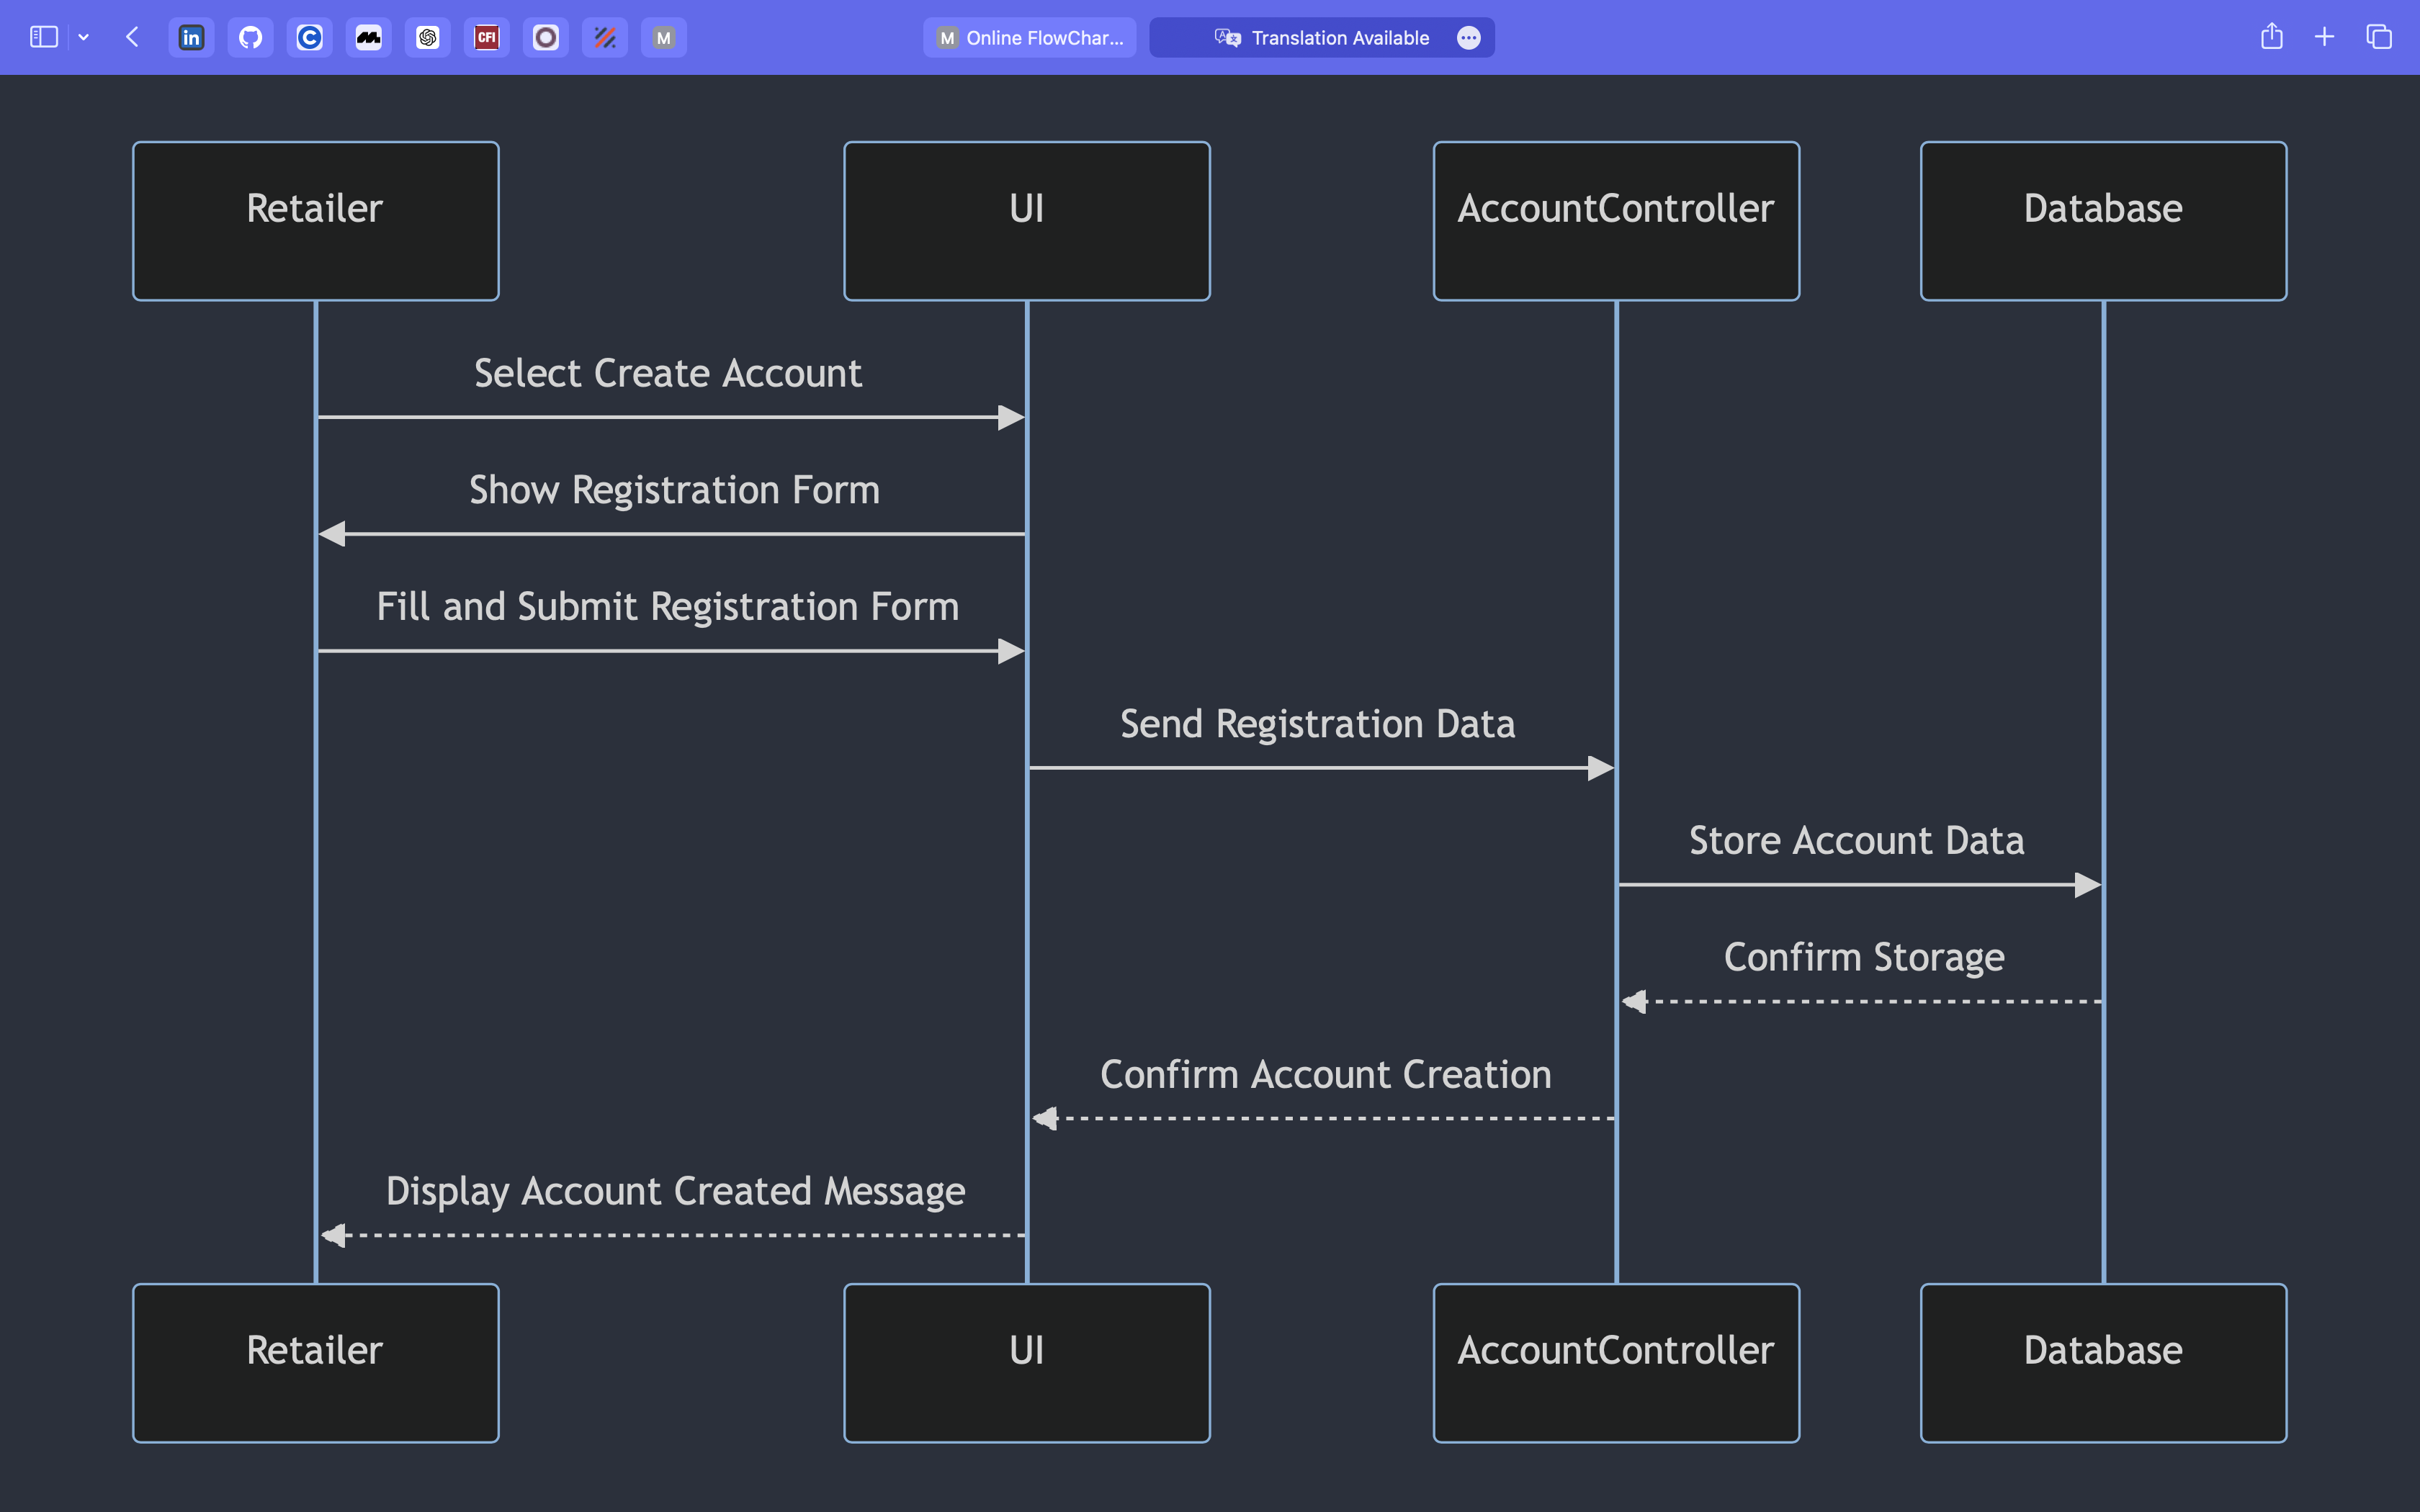 in
C
CFI
M
M Online FlowChar...
Translation Available
Retailer
UI
AccountController
Database
Select Create Account
Show Registration Form
Fill and Submit Registration Form
Send Registration Data
Store Account Data
Confirm Storage
Confirm Account Creation
Display Account Created Message
Retailer
UI
AccountController
Database